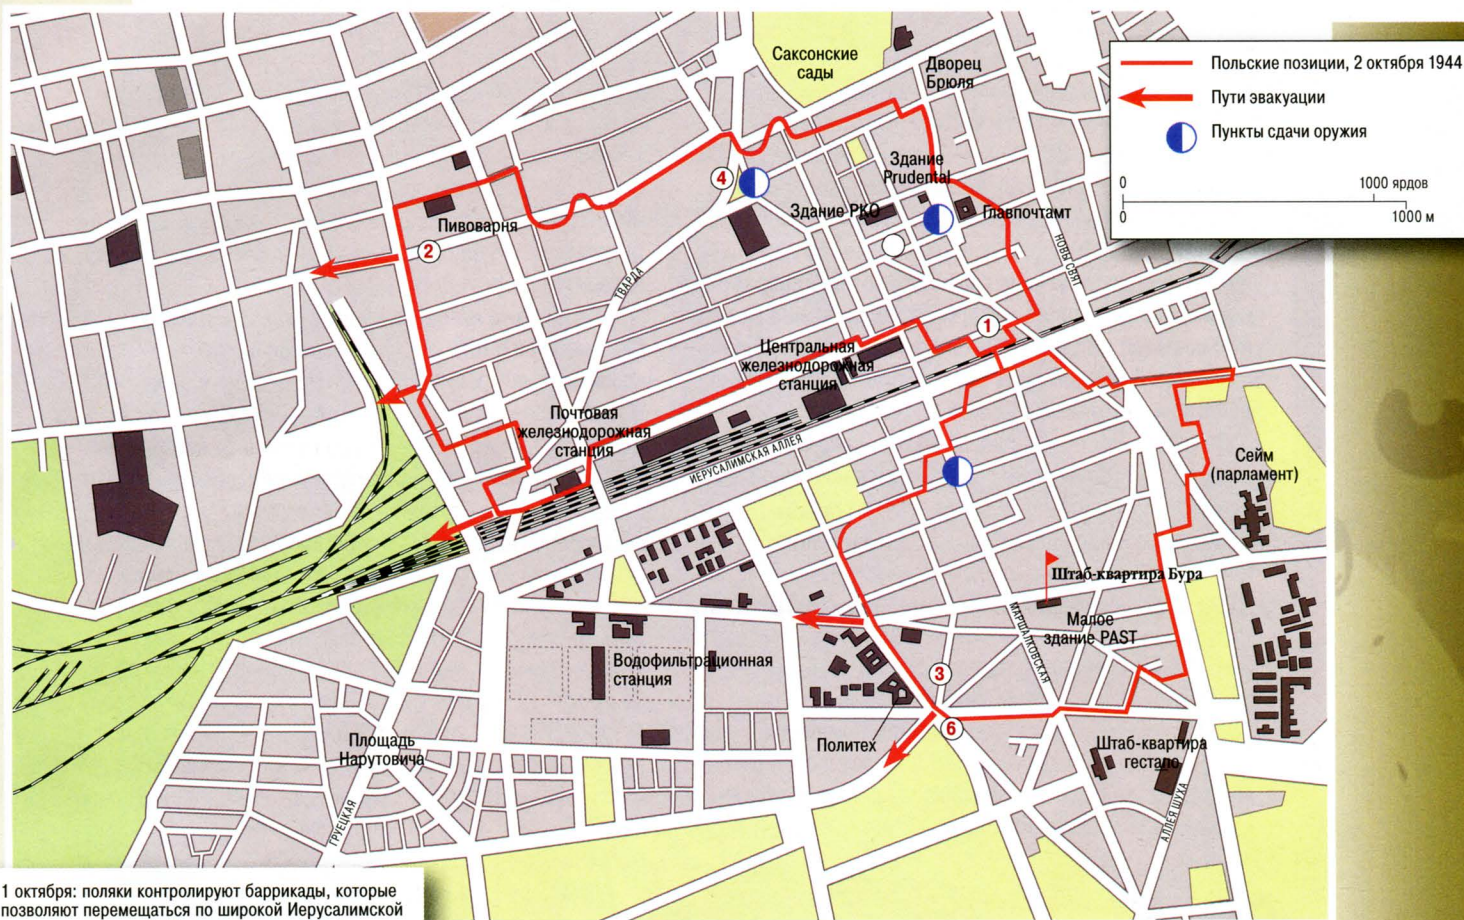 Саксонские
сады
Дворец
Брюля
Польские позиции, 2 октября 1944
Пути эвакуации
Пункты сдачи оружия
0
1000 ярдов
0
1000 м
Здание
Prudental
4
Здание PKO
Главпочтамт
Пивоварня
2
ТВАРДА
НОВЫ СВЯТ
1
Центральная
железнодорожная
станция
Почтовая
железнодорожная
станция
ИЕРУСАЛИМСКАЯ АЛЛЕЯ
Сейм
(парламент)
Штаб-квартира Бура
Малое
здание PAST
МАРШАЛКОВСКАЯ
Водофильтрационная
станция
3
6
Политех
Площадь
Нарутовича
Штаб-квартира
гестапо
ГРУЕЦКАЯ
АЛЛЕЯ ШУХА
1 октября: поляки контролируют баррикады, которые
позволяют перемещаться по широкой Иерусалимской